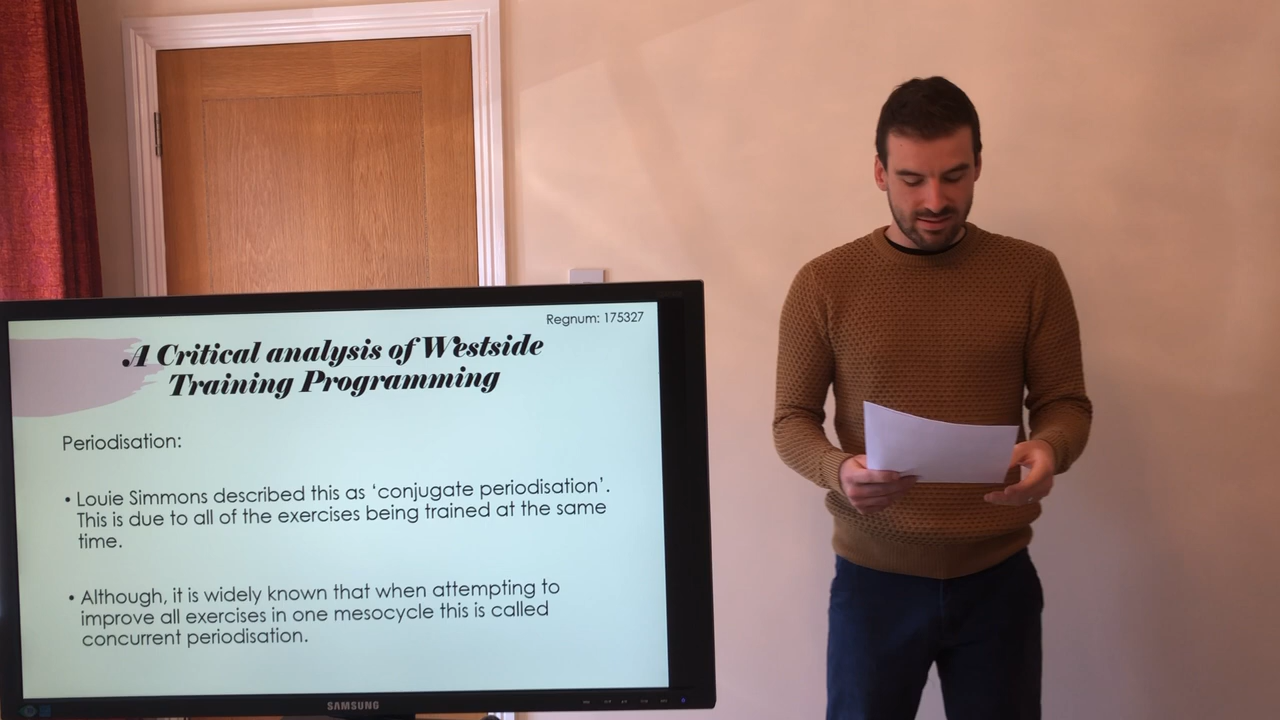 Regnum: 175327
A Critical analysis of Westside
Training Programming
Periodisation:
• Louie Simmons described this as ‘conjugate periodisation’.
This is due to all of the exercises being trained at the same
time.
• Although, it is widely known that when attempting to
improve all exercises in one mesocycle this is called
concurrent periodisation.
SAMSUNG